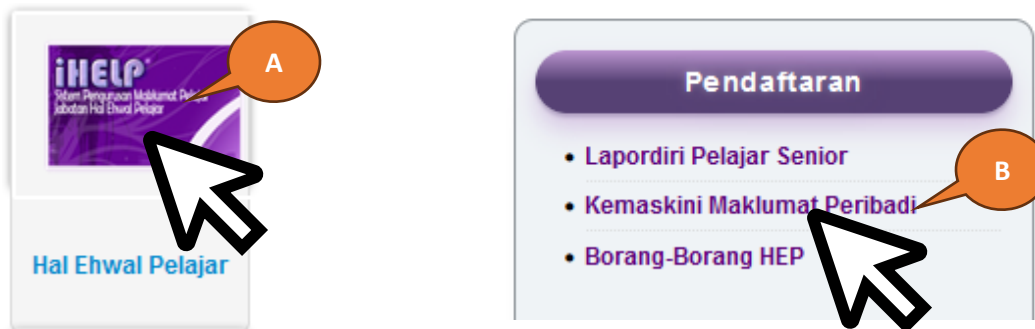 iHELP
Sistem Pengurusan Maklumat Pelajar
Jabatan Hal Ehwal Pelajar
A
Hal Ehwal Pelajar
Pendaftaran
Lapordiri Pelajar Senior
Kemaskini Maklumat Peribadi
B
Borang-Borang HEP